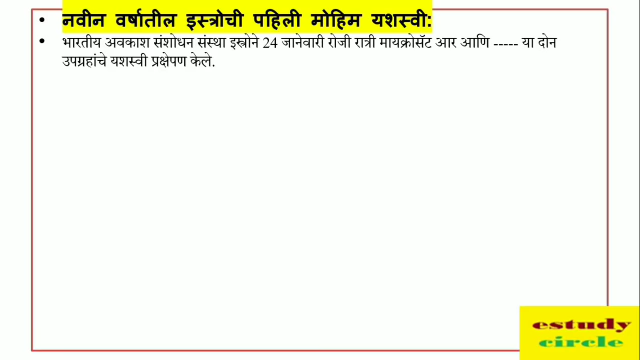 • नवीन वर्षातील इस्त्रोची पहिली मोहिम यशस्वी:
• भारतीय अवकाश संशोधन संस्था इस्रोने 24 जानेवारी रोजी रात्री मायक्रोसॅट आर आणि ----- या दोन
उपग्रहांचे यशस्वी प्रक्षेपण केले.
estudy
circle